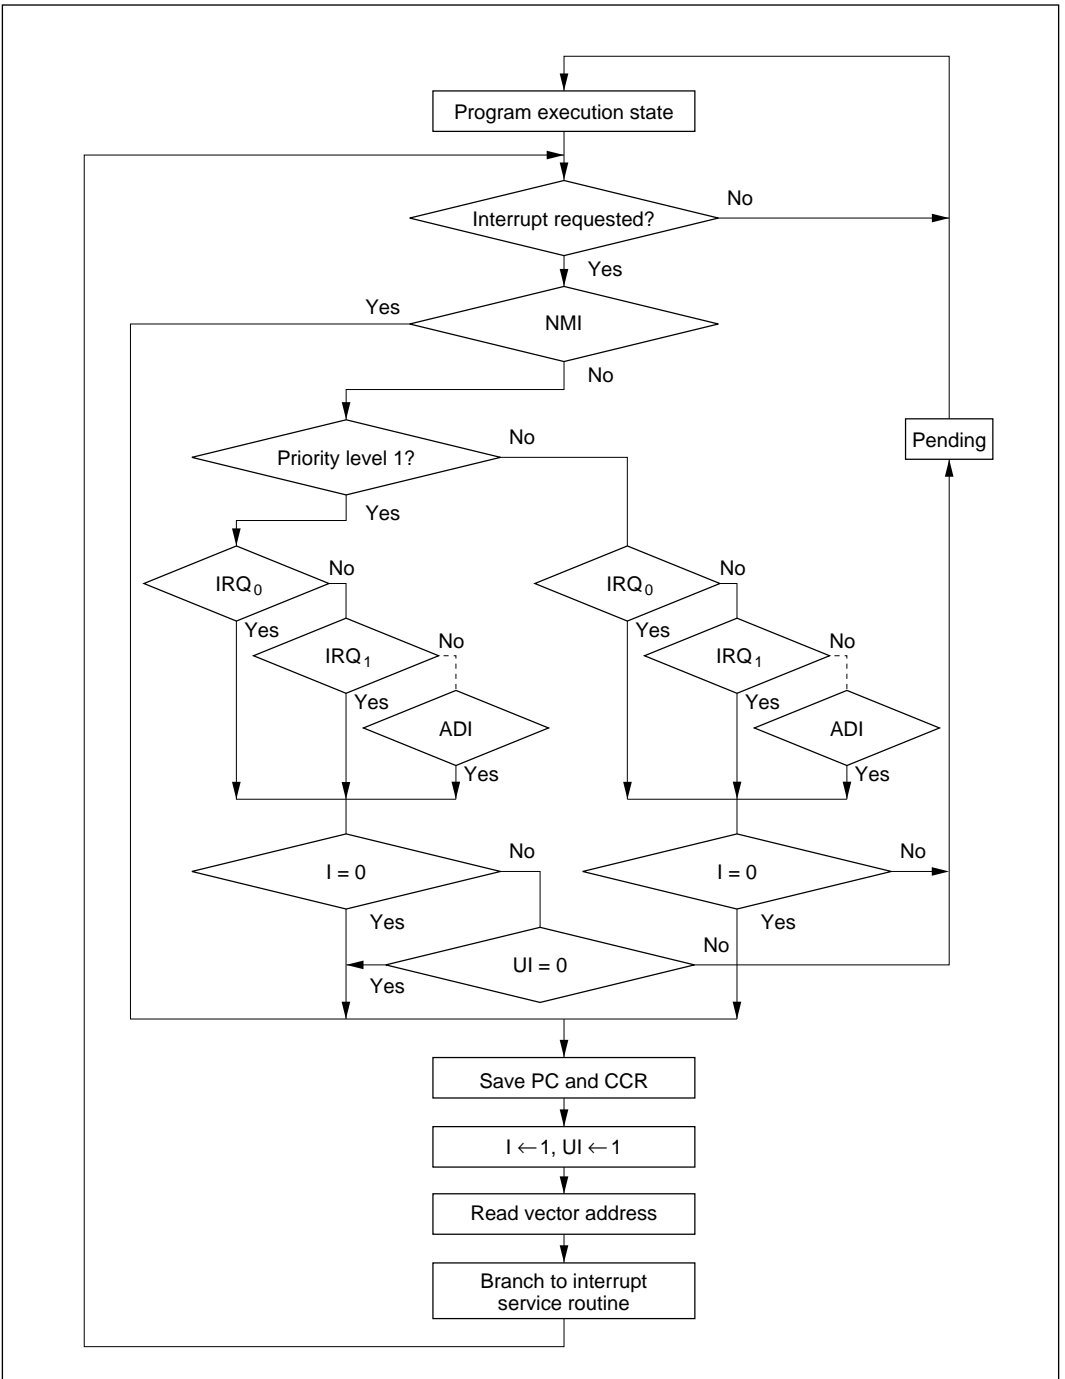 Program execution state
Interrupt requested?
No
Yes
Yes
NMI
No
Priority level 1?
No
Pending
Yes
IRQ0
No
IRQ0
No
Yes
IRQ1
No
Yes
IRQ1
No
Yes
ADI
Yes
ADI
Yes
Yes
I = 0
No
I = 0
No
Yes
Yes
UI = 0
No
Yes
Save PC and CCR
I ← 1, UI ← 1
Read vector address
Branch to interrupt
service routine